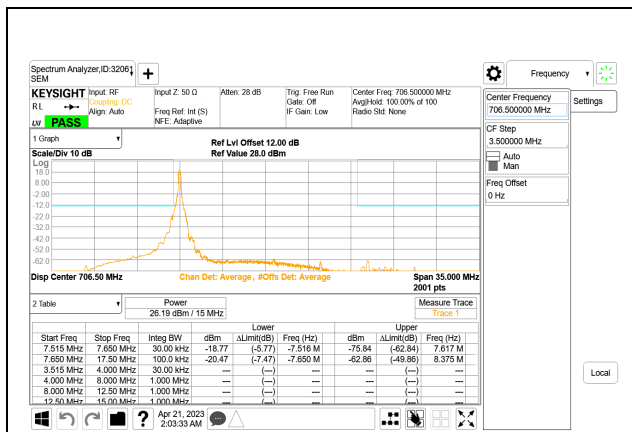 Spectrum Analyzer,ID:32061
SEM
+
Frequency
KEYSIGHT
RL
LXI PASS
Input: RF
Coupling: DC
Align: Auto
Input Z: 50 Ω
Freq Ref: Int (S)
NFE: Adaptive
Atten: 28 dB
Trig: Free Run
Gate: Off
IF Gain: Low
Center Freq: 706.500000 MHz
Avg|Hold: 100.00% of 100
Radio Std: None
Center Frequency
706.500000 MHz
Settings
CF Step
3.500000 MHz
Auto
Man
Freq Offset
0 Hz
Local
1 Graph
Scale/Div 10 dB
Ref Lvl Offset 12.00 dB
Ref Value 28.0 dBm
Log
18.0
8.00
-2.00
-12.0
-22.0
-32.0
-42.0
-52.0
-62.0
Disp Center 706.50 MHz
Chan Det: Average, #Offs Det: Average
Span 35.000 MHz
2001 pts
2 Table
Power
26.19 dBm / 15 MHz
Measure Trace
Trace 1
Lower Upper
Start Freq Stop Freq Integ BW dBm ΔLimit(dB) Freq (Hz) dBm ΔLimit(dB) Freq (Hz)
7.515 MHz 7.650 MHz 30.00 kHz -18.77 (-5.77) -7.516 M -75.84 (-62.84) 7.617 M
7.650 MHz 17.50 MHz 100.0 kHz -20.47 (-7.47) -7.650 M -62.86 (-49.86) 8.375 M
3.515 MHz 4.000 MHz 30.00 kHz --- (---) --- --- (---) ---
4.000 MHz 8.000 MHz 1.000 MHz --- (---) --- --- (---) ---
8.000 MHz 12.50 MHz 1.000 MHz --- (---) --- --- (---) ---
12.50 MHz 15.00 MHz 1.000 MHz --- (---) --- --- (---) ---
?
Apr 21, 2023
2:03:33 AM